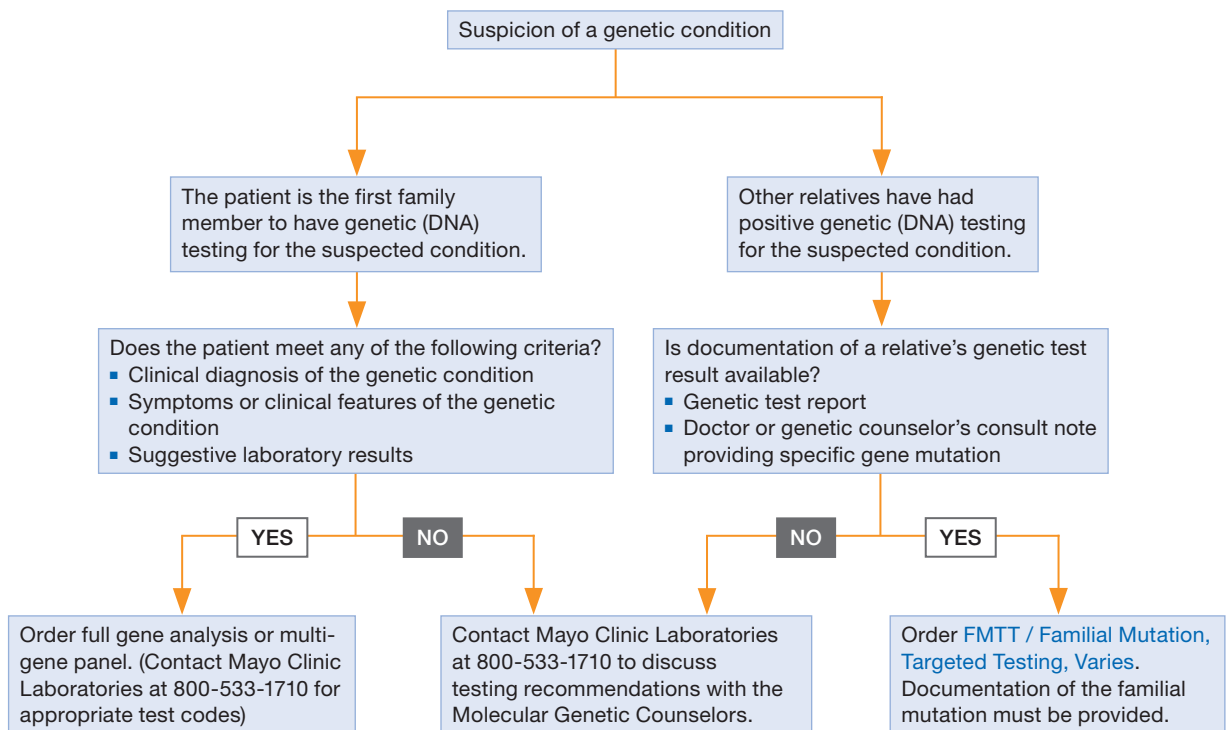 Suspicion of a genetic condition
The patient is the first family
member to have genetic (DNA)
testing for the suspected condition.
Other relatives have had
positive genetic (DNA) testing
for the suspected condition.
Does the patient meet any of the following criteria?
▪ Clinical diagnosis of the genetic condition
▪ Symptoms or clinical features of the genetic
condition
▪ Suggestive laboratory results
Is documentation of a relative’s genetic test
result available?
▪ Genetic test report
▪ Doctor or genetic counselor’s consult note
providing specific gene mutation
YES
NO
NO
YES
Order full gene analysis or multi-
gene panel. (Contact Mayo Clinic
Laboratories at 800-533-1710 for
appropriate test codes)
Contact Mayo Clinic Laboratories
at 800-533-1710 to discuss
testing recommendations with the
Molecular Genetic Counselors.
Order FMTT / Familial Mutation,
Targeted Testing, Varies.
Documentation of the familial
mutation must be provided.